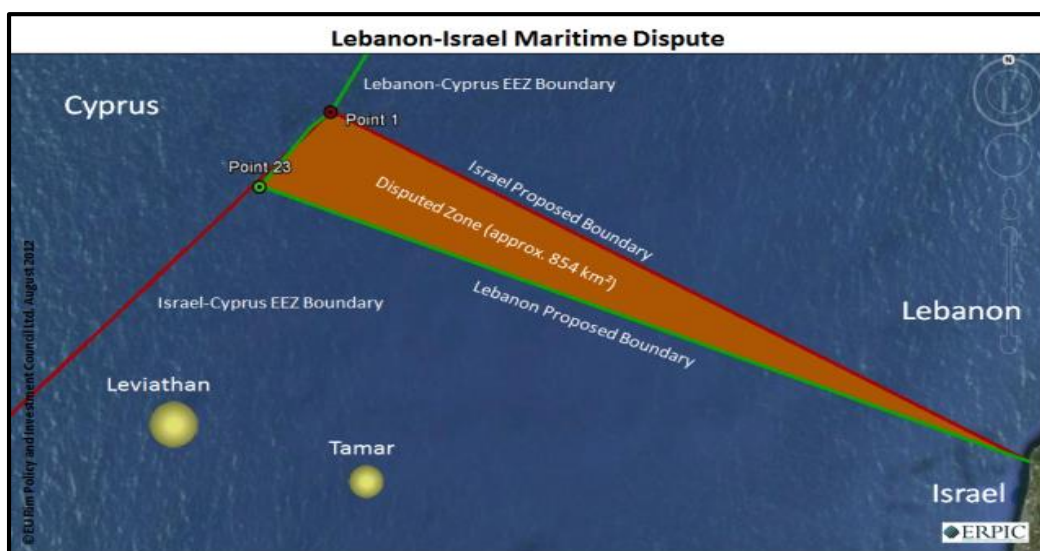 Lebanon-Israel Maritime Dispute
Lebanon-Cyprus EEZ Boundary
Cyprus
N
Point 1
Point 23
Israel Proposed Boundary
Disputed Zone (approx. 854 km²)
Lebanon Proposed Boundary
Israel-Cyprus EEZ Boundary
Lebanon
Leviathan
Tamar
Israel
ERPIC
© EU Rim Policy and Investment Council Ltd, August 2012